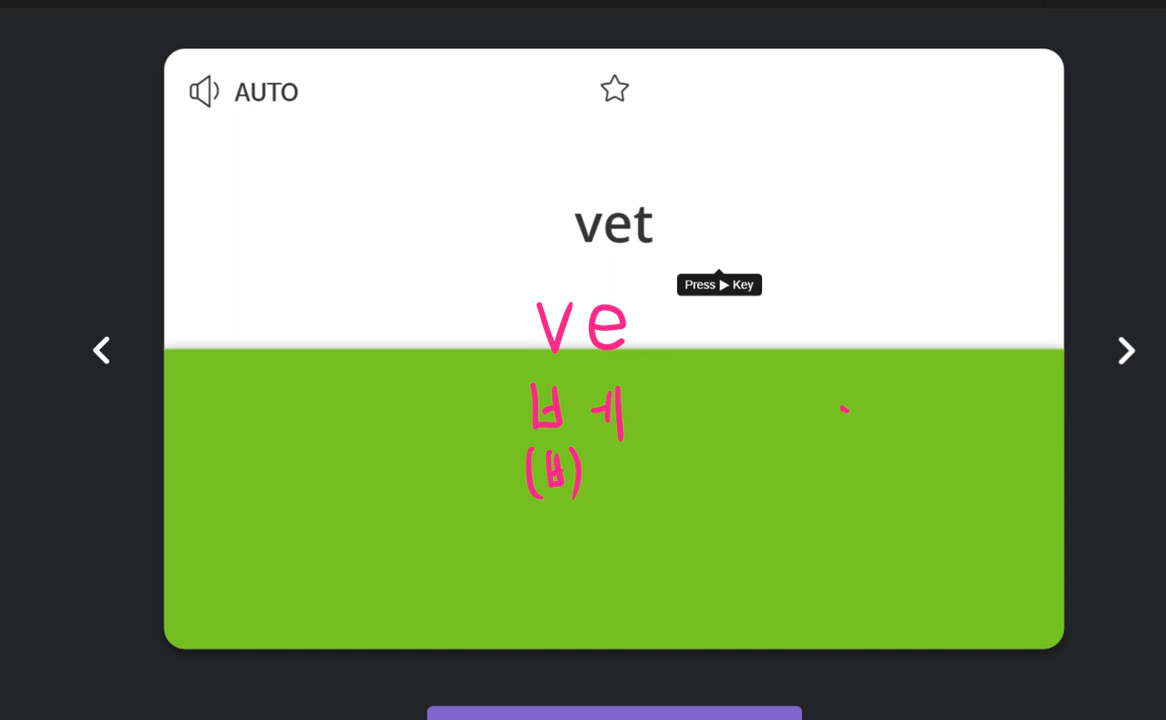 AUTO
vet
Press ▶ Key
ve
ㅂ ㅔ
(ㅂ)